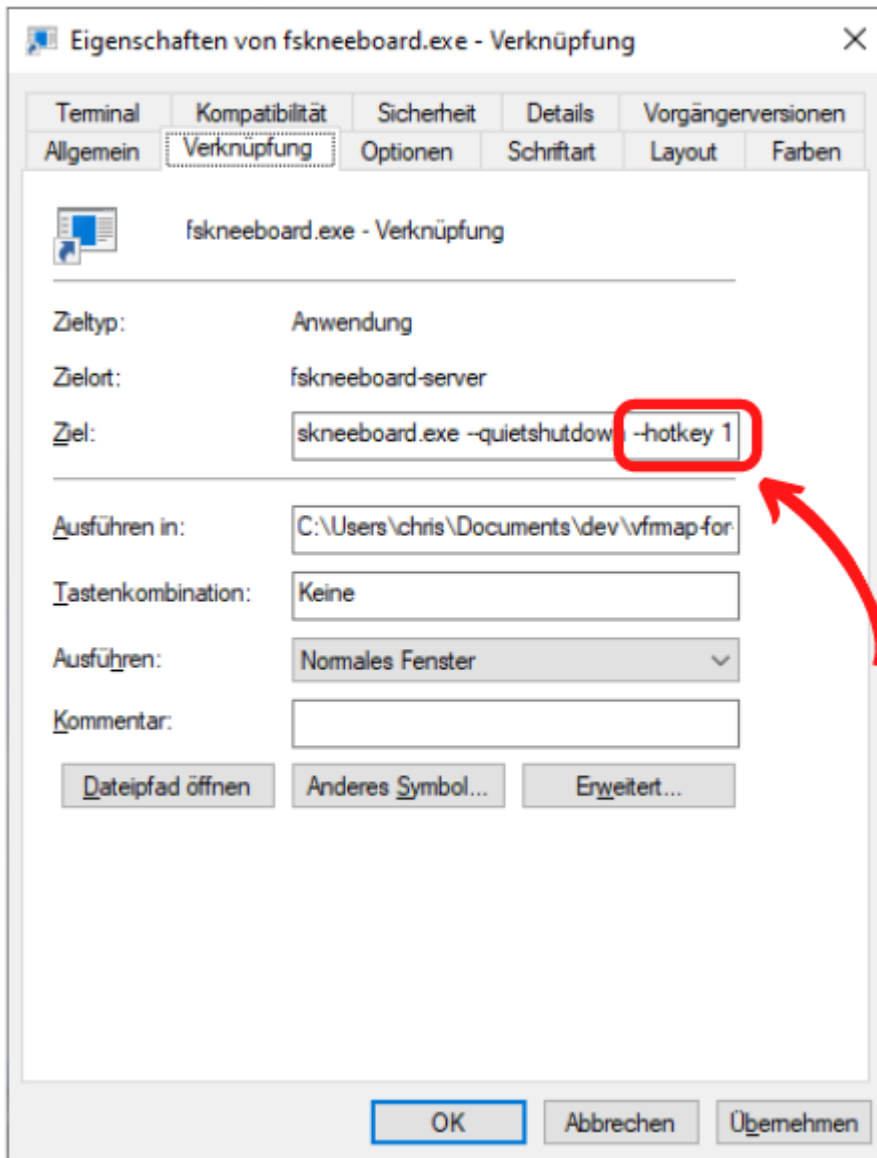 Eigenschaften von fskneeboard.exe - Verknüpfung
Terminal Kompatibilität Sicherheit Details Vorgängerversionen
Allgemein Verknüpfung Optionen Schriftart Layout Farben
fskneeboard.exe - Verknüpfung
Zieltyp: Anwendung
Zielort: fskneeboard-server
Ziel: skneeboard.exe --quietshutdown --hotkey 1
Ausführen in: C:\Users\chris\Documents\dev\vfrmap-for-
Tastenkombination: Keine
Ausführen: Normales Fenster
Kommentar:
Dateipfad öffnen Anderes Symbol... Erweitert...
OK Abbrechen Übernehmen